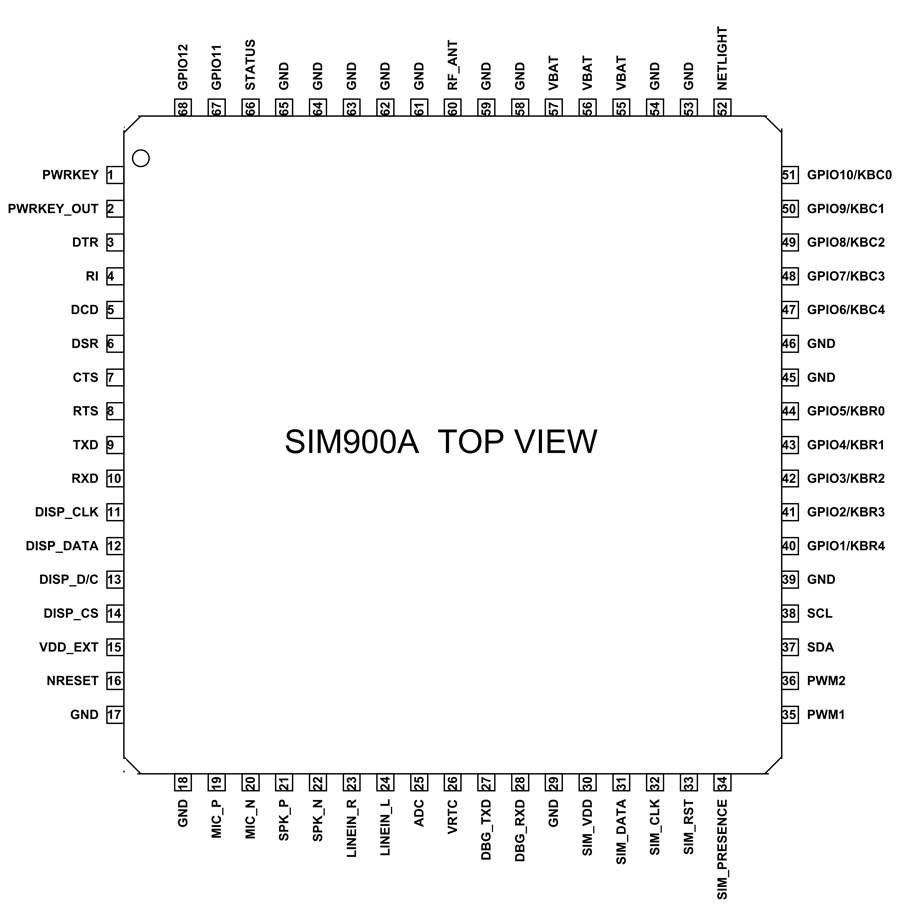 GPIO12 GPIO11 STATUS GND GND GND GND GND RF_ANT GND GND VBAT VBAT VBAT GND GND NETLIGHT
68 67 66 65 64 63 62 61 60 59 58 57 56 55 54 53 52
PWRKEY 1 51 GPIO10/KBC0
PWRKEY_OUT 2 50 GPIO9/KBC1
DTR 3 49 GPIO8/KBC2
RI 4 48 GPIO7/KBC3
DCD 5 47 GPIO6/KBC4
DSR 6 46 GND
CTS 7 45 GND
RTS 8 44 GPIO5/KBR0
SIM900A TOP VIEW
TXD 9 43 GPIO4/KBR1
RXD 10 42 GPIO3/KBR2
DISP_CLK 11 41 GPIO2/KBR3
DISP_DATA 12 40 GPIO1/KBR4
DISP_D/C 13 39 GND
DISP_CS 14 38 SCL
VDD_EXT 15 37 SDA
NRESET 16 36 PWM2
GND 17 35 PWM1
18 19 20 21 22 23 24 25 26 27 28 29 30 31 32 33 34
GND MIC_P MIC_N SPK_P SPK_N LINEIN_R LINEIN_L ADC VRTC DBG_TXD DBG_RXD GND SIM_VDD SIM_DATA SIM_CLK SIM_RST SIM_PRESENCE